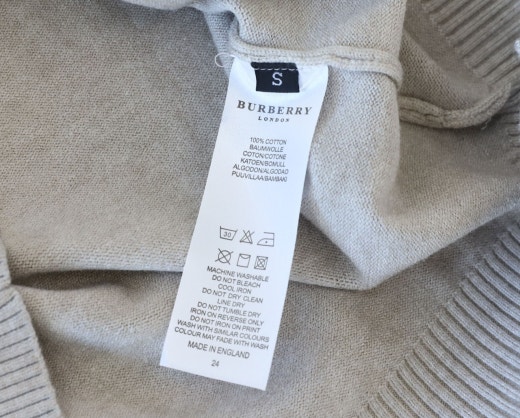 S
BURBERRY
LONDON
100% COTTON
BAUMWOLLE
COTON/COTONE
KATOEN/BOMULL
ALGODON/ALGODAO
PUUVILLA/BAMBAKI
30
MACHINE WASHABLE
DO NOT BLEACH
COOL IRON
DO NOT DRY CLEAN
LINE DRY
DO NOT TUMBLE DRY
IRON ON REVERSE ONLY
DO NOT IRON ON PRINT
WASH WITH SIMILAR COLOURS
COLOUR MAY FADE WITH WASH
MADE IN ENGLAND
24